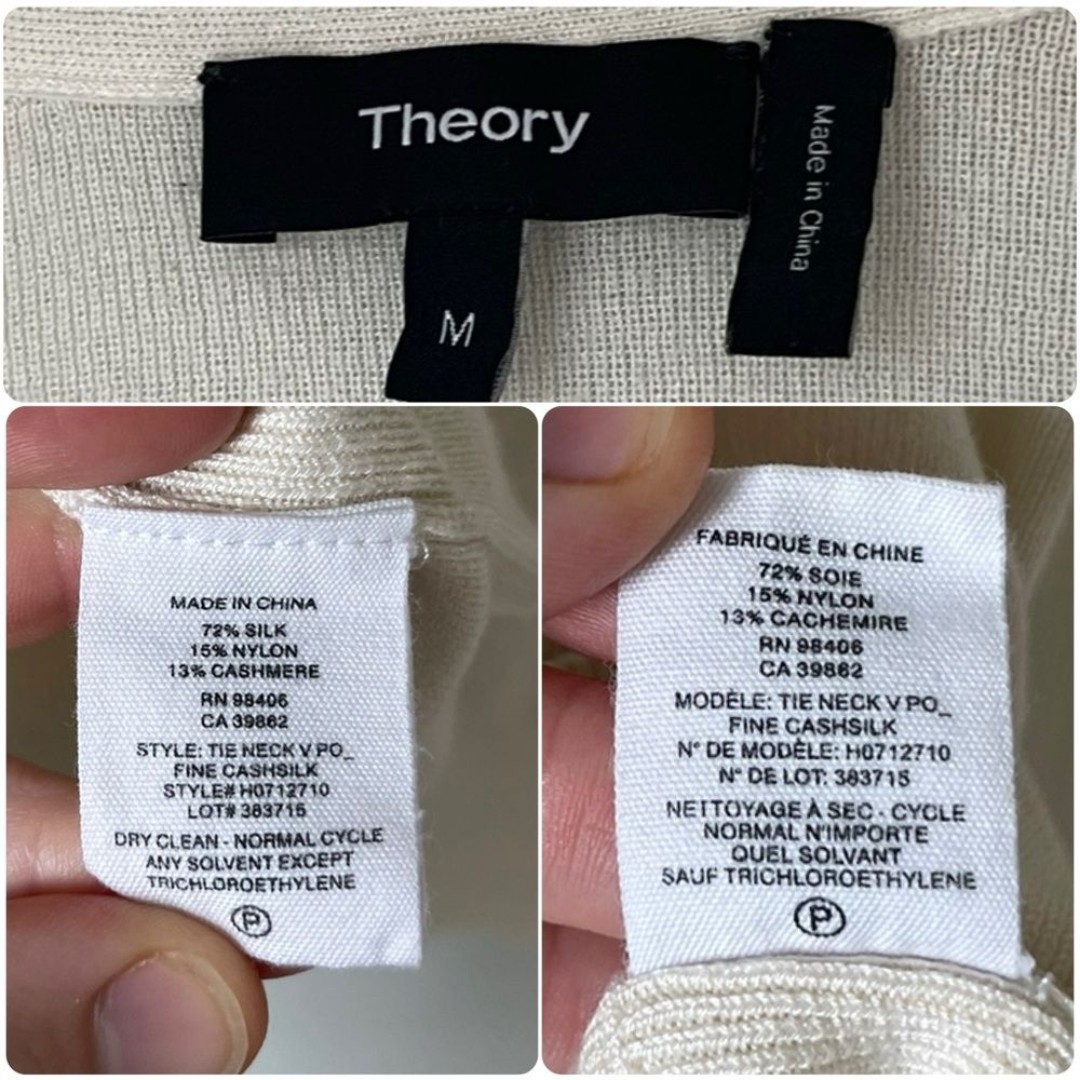 Theory
M
Made in China
MADE IN CHINA
72% SILK
15% NYLON
13% CASHMERE
RN 98406
CA 39862
STYLE: TIE NECK V PO_
FINE CASHSILK
STYLE# H0712710
LOT# 383715
DRY CLEAN - NORMAL CYCLE
ANY SOLVENT EXCEPT
TRICHLOROETHYLENE
P
FABRIQUÉ EN CHINE
72% SOIE
15% NYLON
13% CACHEMIRE
RN 98406
CA 39862
MODÈLE: TIE NECK V PO_
FINE CASHSILK
N° DE MODÈLE: H0712710
N° DE LOT: 383715
NETTOYAGE À SEC - CYCLE
NORMAL N'IMPORTE
QUEL SOLVANT
SAUF TRICHLOROETHYLENE
P